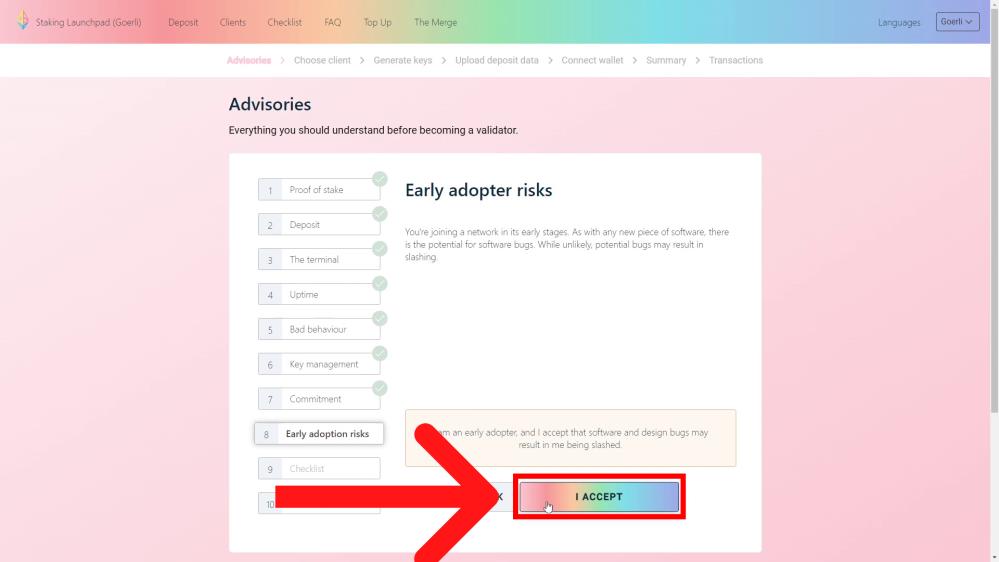 Staking Launchpad (Goerli) Deposit Clients Checklist FAQ Top Up The Merge Languages Goerli
Advisories > Choose client > Generate keys > Upload deposit data > Connect wallet > Summary > Transactions
Advisories
Everything you should understand before becoming a validator.
1 Proof of stake
2 Deposit
3 The terminal
4 Uptime
5 Bad behaviour
6 Key management
7 Commitment
8 Early adoption risks
9 Checklist
10
Early adopter risks
You're joining a network in its early stages. As with any new piece of software, there
is the potential for software bugs. While unlikely, potential bugs may result in
slashing.
am an early adopter, and I accept that software and design bugs may
result in me being slashed.
I ACCEPT